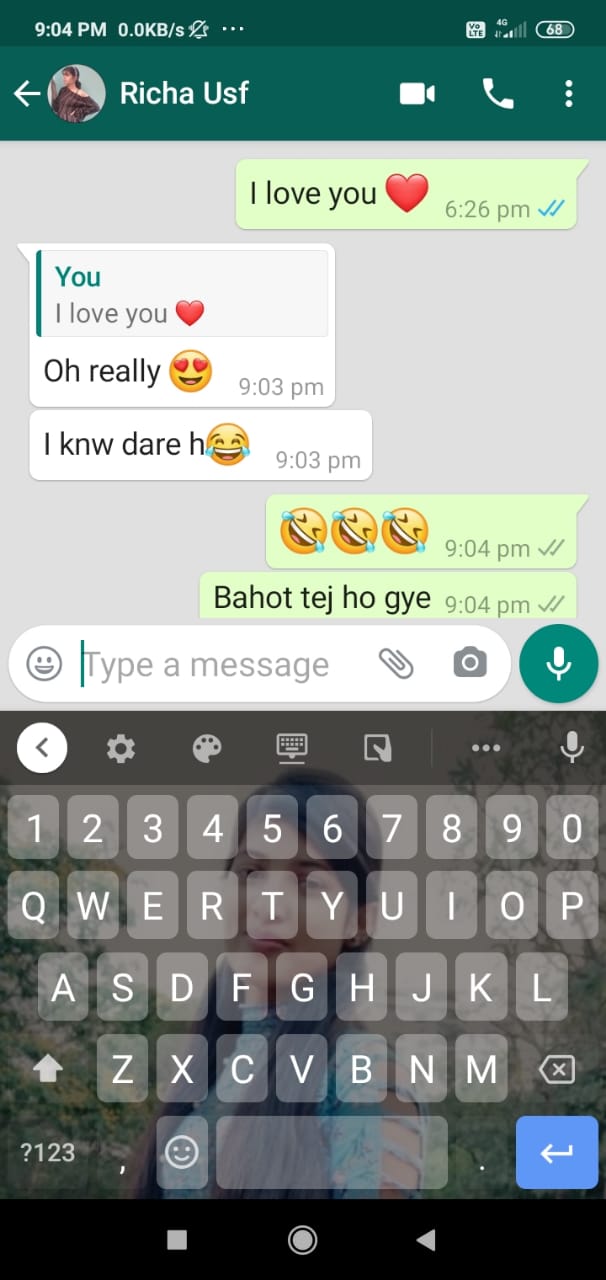 9:04 PM 0.0KB/s ... Vo LTE 4G 68
Richa Usf
I love you ❤️ 6:26 pm
You
I love you ❤️
Oh really 😍 9:03 pm
I knw dare h😂 9:03 pm
🤣🤣🤣 9:04 pm
Bahot tej ho gye 9:04 pm
Type a message
1 2 3 4 5 6 7 8 9 0
Q W E R T Y U I O P
A S D F G H J K L
Z X C V B N M
?123 , .